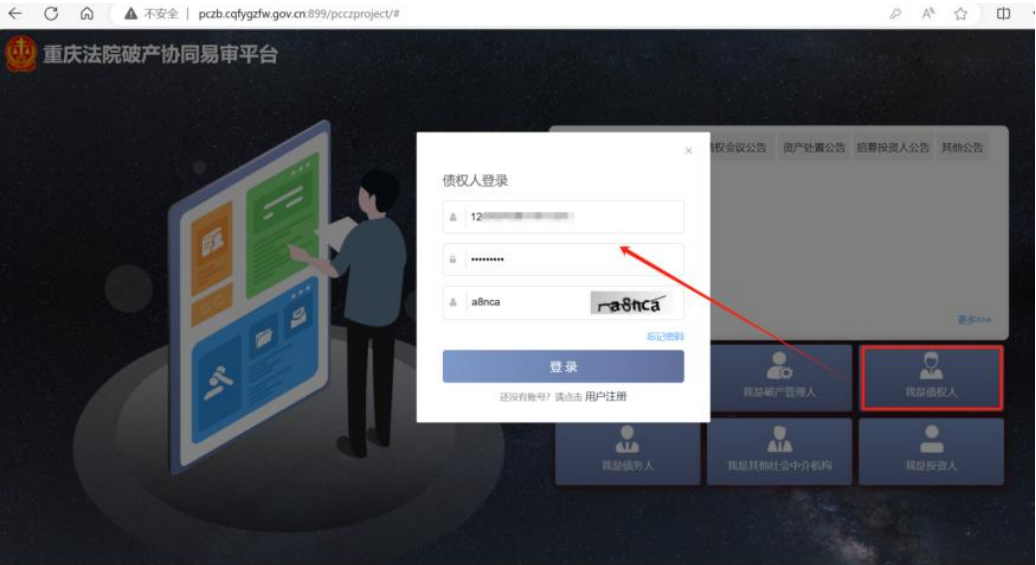 不安全 | pczb.cqfygzfw.gov.cn:899/pcczproject/#
重庆法院破产协同易审平台
权会议公告 资产处置公告 招募投资人公告 其他公告
债权人登录
12
•••••••••
a8nca a8nca
忘记密码
登录
还没有账号？请点击 用户注册
更多>>>
我是破产管理人 我是债权人
我是债务人 我是其他社会中介机构 我是投资人